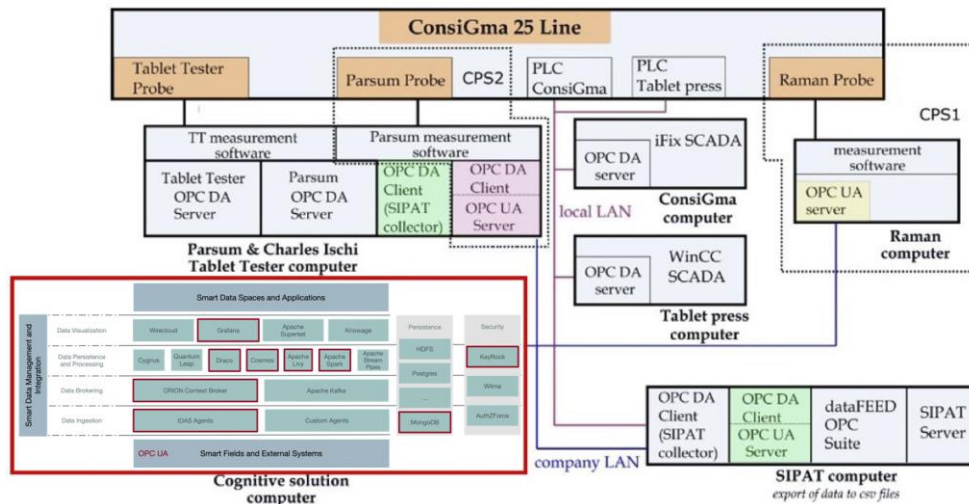 ConsiGma 25 Line
Tablet Tester
Probe
Parsum Probe
CPS2
PLC
ConsiGma
PLC
Tablet press
Raman Probe
CPS1
TT measurement
software
Parsum measurement
software
Tablet Tester
OPC DA
Server
Parsum
OPC DA
Server
OPC DA
Client
(SIPAT
collector)
OPC DA
Client
OPC UA
Server
Parsum & Charles Ischi
Tablet Tester computer
OPC DA
server
iFix SCADA
ConsiGma
computer
local LAN
OPC DA
server
WinCC
SCADA
Tablet press
computer
measurement
software
OPC UA
server
Raman
computer
Smart Data Spaces and Applications
Smart Data Management and
Integration
Data Visualization
Wirecloud
Grafana
Apache
Superset
Knowage
Data Persistence
and Processing
Cygnus
Quantum
Leap
Draco
Cosmos
Apache
Livy
Apache
Spark
Apache
Stream
Pipes
Data Brokering
ORION Context Broker
Apache Kafka
Data Ingestion
IDAS Agents
Custom Agents
Persistence
HDFS
Postgres
...
MongoDB
Security
KeyRock
Wilma
AuthZForce
OPC UA
Smart Fields and External Systems
Cognitive solution
computer
company LAN
OPC DA
Client
(SIPAT
collector)
OPC DA
Client
OPC UA
Server
dataFEED
OPC
Suite
SIPAT
Server
SIPAT computer
export of data to csv files